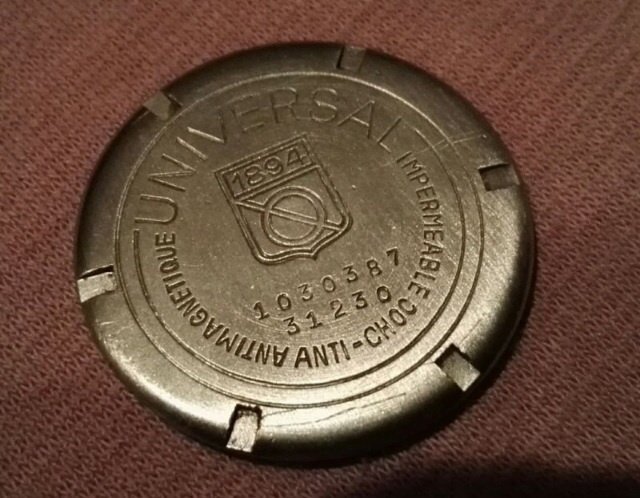 UNIVERSAL
1894
IMPERMEABLE
1030387
31230
ANTIMAGNETIQUE ANTI-CHOC